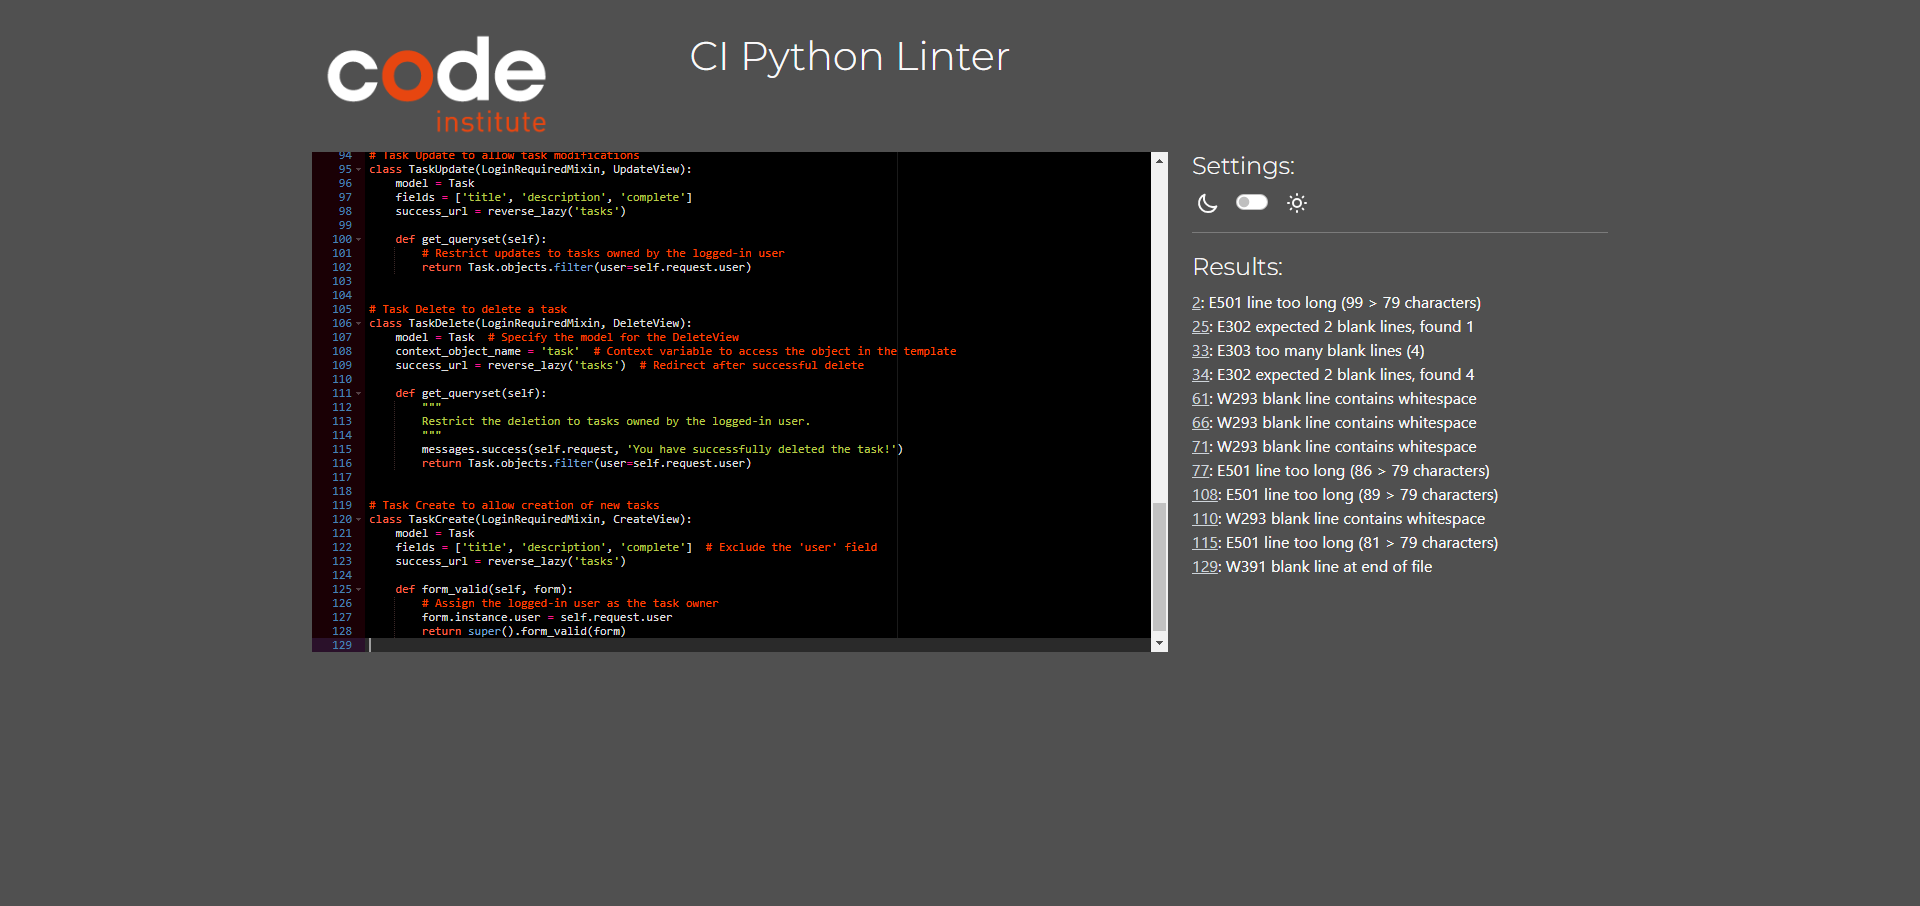 code
institute
CI Python Linter
94 # Task Update to allow task modifications
95 class TaskUpdate(LoginRequiredMixin, UpdateView):
96     model = Task
97     fields = ['title', 'description', 'complete']
98     success_url = reverse_lazy('tasks')
99
100     def get_queryset(self):
101         # Restrict updates to tasks owned by the logged-in user
102         return Task.objects.filter(user=self.request.user)
103
104
105 # Task Delete to delete a task
106 class TaskDelete(LoginRequiredMixin, DeleteView):
107     model = Task  # Specify the model for the DeleteView
108     context_object_name = 'task'  # Context variable to access the object in the template
109     success_url = reverse_lazy('tasks')  # Redirect after successful delete
110
111     def get_queryset(self):
112         """
113         Restrict the deletion to tasks owned by the logged-in user.
114         """
115         messages.success(self.request, 'You have successfully deleted the task!')
116         return Task.objects.filter(user=self.request.user)
117
118
119 # Task Create to allow creation of new tasks
120 class TaskCreate(LoginRequiredMixin, CreateView):
121     model = Task
122     fields = ['title', 'description', 'complete']  # Exclude the 'user' field
123     success_url = reverse_lazy('tasks')
124
125     def form_valid(self, form):
126         # Assign the logged-in user as the task owner
127         form.instance.user = self.request.user
128         return super().form_valid(form)
129
Settings:
Results:
2: E501 line too long (99 > 79 characters)
25: E302 expected 2 blank lines, found 1
33: E303 too many blank lines (4)
34: E302 expected 2 blank lines, found 4
61: W293 blank line contains whitespace
66: W293 blank line contains whitespace
71: W293 blank line contains whitespace
77: E501 line too long (86 > 79 characters)
108: E501 line too long (89 > 79 characters)
110: W293 blank line contains whitespace
115: E501 line too long (81 > 79 characters)
129: W391 blank line at end of file